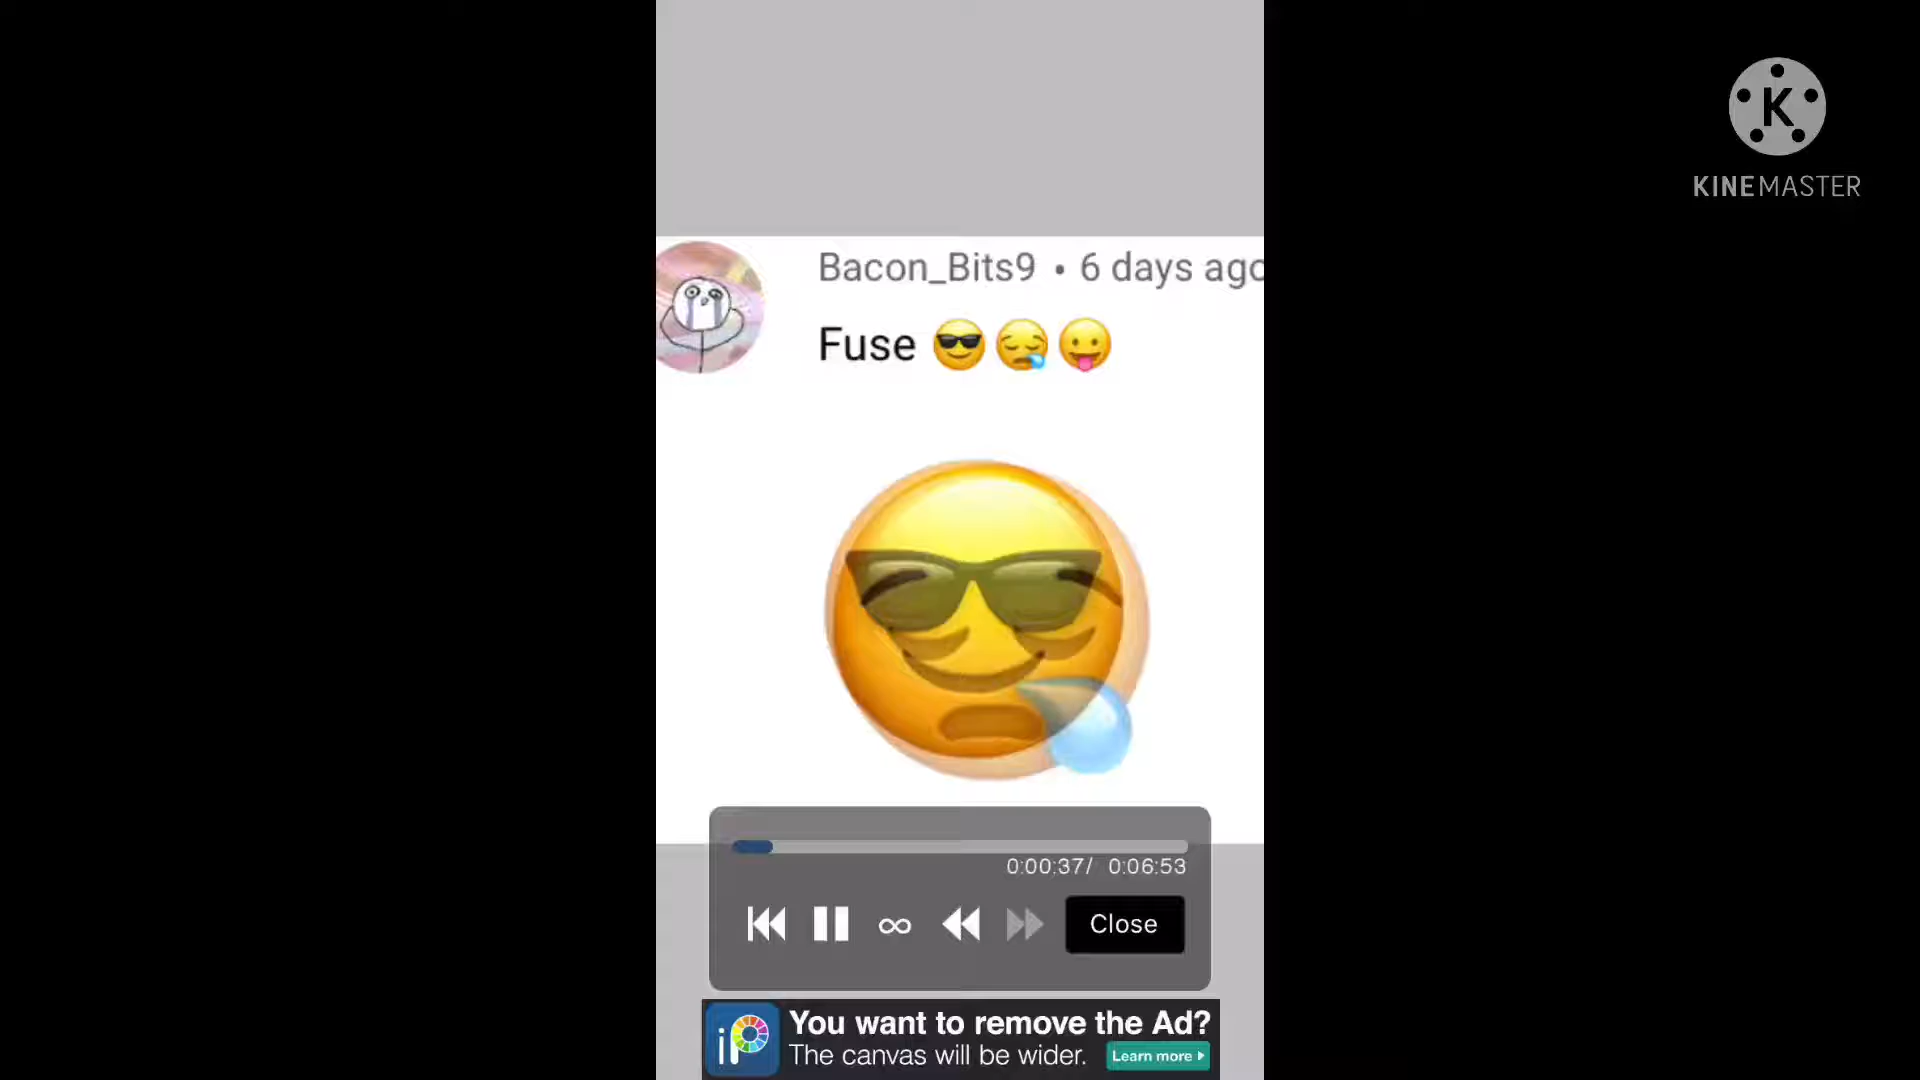 K
KINEMASTER
Bacon_Bits9 • 6 days ago
Fuse 😎😪😛
0:00:37/ 0:06:53
Close
iP
You want to remove the Ad?
The canvas will be wider.
Learn more